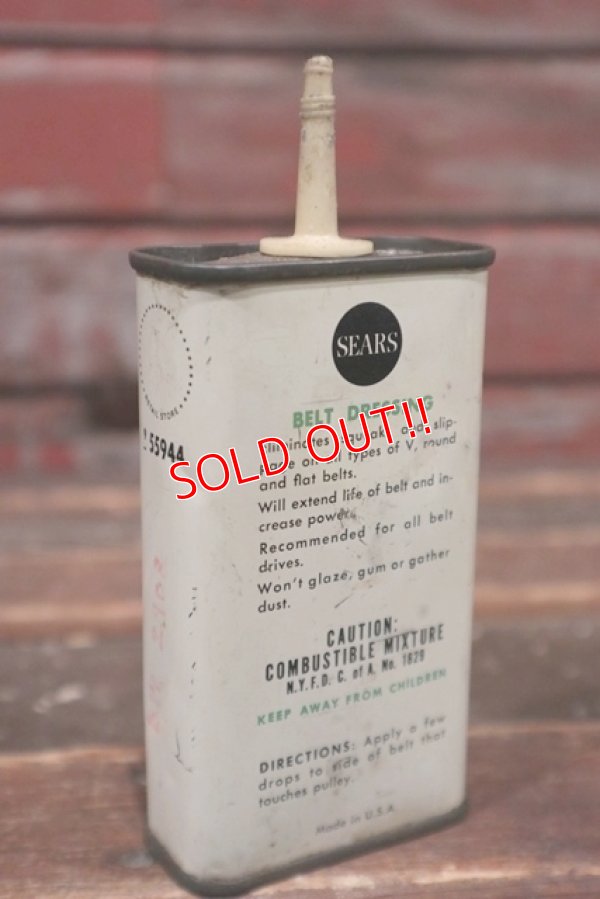 SEARS
BELT DRESSING
Eliminates squeaks and slip-
page on all types of V, round
and flat belts.
Will extend life of belt and in-
crease power.
Recommended for all belt
drives.
Won't glaze, gum or gather
dust.
CAUTION:
COMBUSTIBLE MIXTURE
N.Y.F.D. C. of A. No. 1629
KEEP AWAY FROM CHILDREN
DIRECTIONS: Apply a few
drops to side of belt that
touches pulley.
Made in U.S.A.
RETAIL STORE
55944
SOLD OUT!!